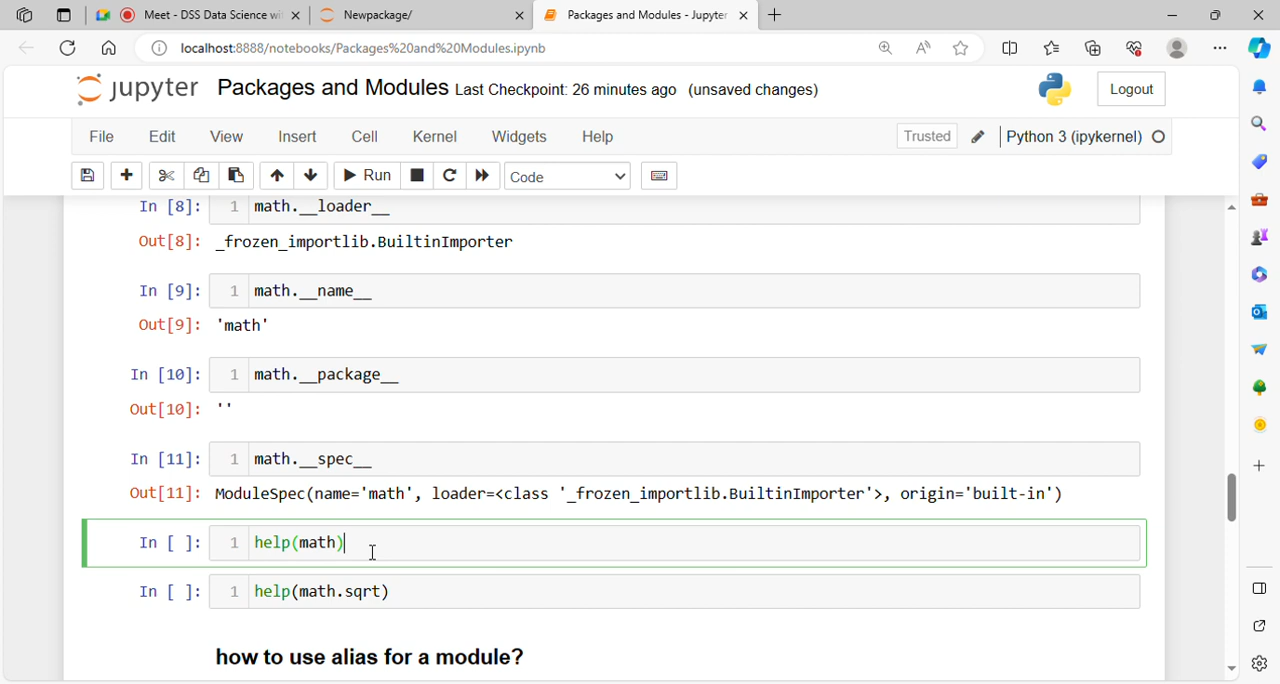 Meet - DSS Data Science wi
Newpackage/
Packages and Modules - Jupyter
localhost:8888/notebooks/Packages%20and%20Modules.ipynb
jupyter Packages and Modules Last Checkpoint: 26 minutes ago (unsaved changes)
Logout
File Edit View Insert Cell Kernel Widgets Help Trusted Python 3 (ipykernel)
Run Code
In [8]: 1 math.__loader__
Out[8]: _frozen_importlib.BuiltinImporter
In [9]: 1 math.__name__
Out[9]: 'math'
In [10]: 1 math.__package__
Out[10]: ''
In [11]: 1 math.__spec__
Out[11]: ModuleSpec(name='math', loader=<class '_frozen_importlib.BuiltinImporter'>, origin='built-in')
In [ ]: 1 help(math)
In [ ]: 1 help(math.sqrt)
how to use alias for a module?